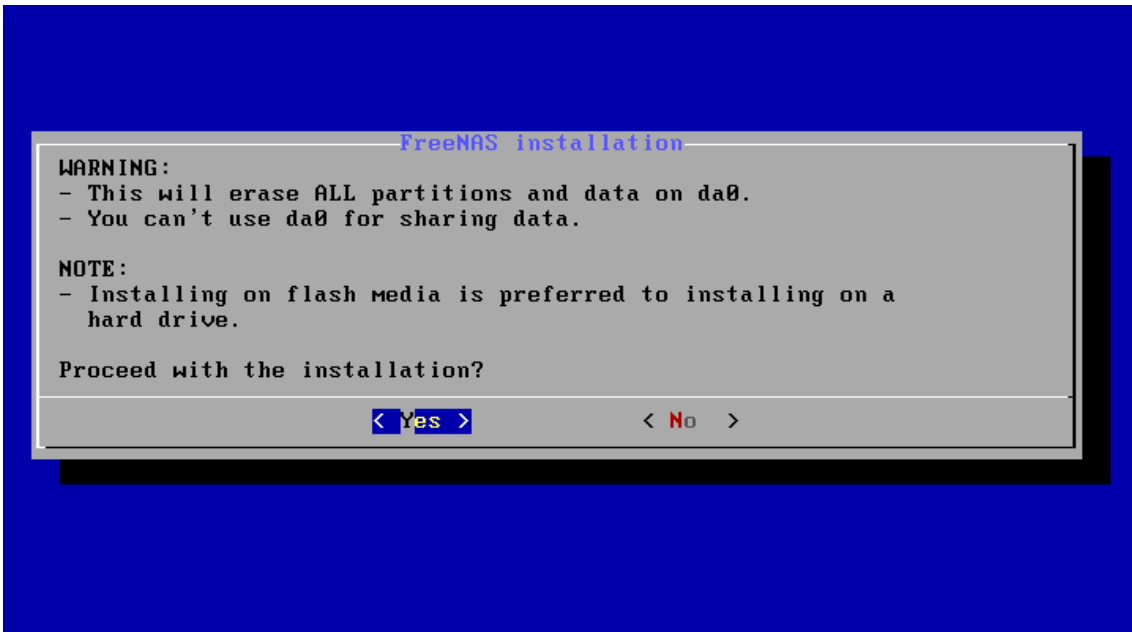 FreeNAS installation
WARNING:
- This will erase ALL partitions and data on da0.
- You can't use da0 for sharing data.
NOTE:
- Installing on flash media is preferred to installing on a
hard drive.
Proceed with the installation?
< Yes > < No >